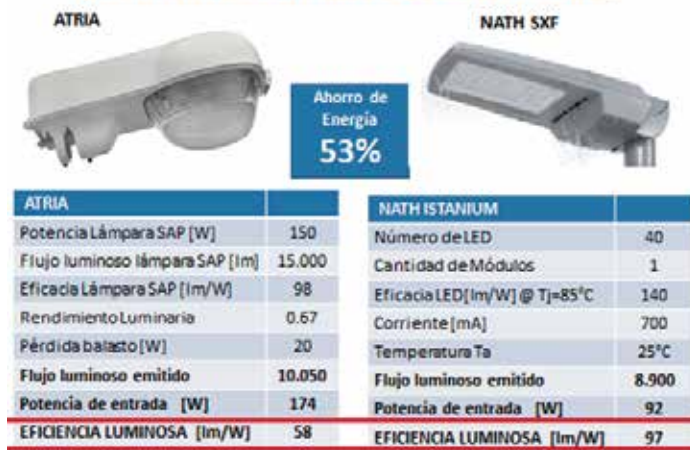 ATRIA
NATH SXF
Ahorro de
Energía
53%
ATRIA
Potencia Lámpara SAP [W] 150
Flujo luminoso lámpara SAP [lm] 15.000
Eficacia Lámpara SAP [lm/W] 98
Rendimiento Luminaria 0.67
Pérdida balasto [W] 20
Flujo luminoso emitido 10.050
Potencia de entrada [W] 174
EFICIENCIA LUMINOSA [lm/W] 58
NATH ISTANIUM
Número de LED 40
Cantidad de Módulos 1
Eficacia LED[lm/W] @ Tj=85°C 140
Corriente [mA] 700
Temperatura Ta 25°C
Flujo luminoso emitido 8.900
Potencia de entrada [W] 92
EFICIENCIA LUMINOSA [lm/W] 97